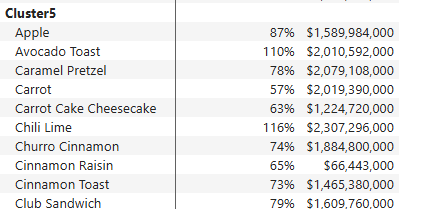 Cluster5
Apple 87% $1,589,984,000
Avocado Toast 110% $2,010,592,000
Caramel Pretzel 78% $2,079,108,000
Carrot 57% $2,019,390,000
Carrot Cake Cheesecake 63% $1,224,720,000
Chili Lime 116% $2,307,296,000
Churro Cinnamon 74% $1,884,800,000
Cinnamon Raisin 65% $66,443,000
Cinnamon Toast 73% $1,465,380,000
Club Sandwich 79% $1,609,760,000